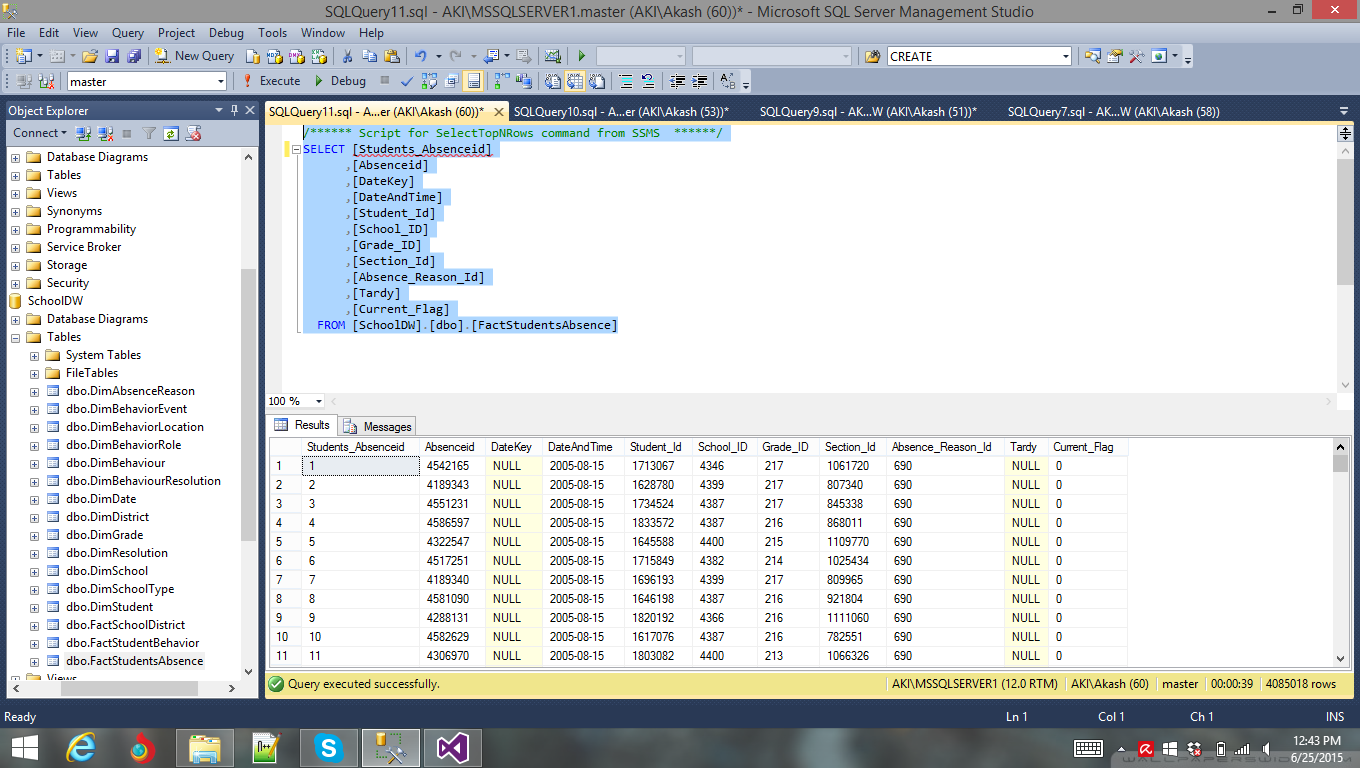 SQLQuery11.sql - AKI\MSSQLSERVER1.master (AKI\Akash (60))* - Microsoft SQL Server Management Studio
File Edit View Query Project Debug Tools Window Help
New Query CREATE
master Execute Debug
Object Explorer
Connect
Database Diagrams
Tables
Views
Synonyms
Programmability
Service Broker
Storage
Security
SchoolDW
Database Diagrams
Tables
System Tables
FileTables
dbo.DimAbsenceReason
dbo.DimBehaviorEvent
dbo.DimBehaviorLocation
dbo.DimBehaviorRole
dbo.DimBehaviour
dbo.DimBehaviourResolution
dbo.DimDate
dbo.DimDistrict
dbo.DimGrade
dbo.DimResolution
dbo.DimSchool
dbo.DimSchoolType
dbo.DimStudent
dbo.FactSchoolDistrict
dbo.FactStudentBehavior
dbo.FactStudentsAbsence
Views
SQLQuery11.sql - A...er (AKI\Akash (60))* SQLQuery10.sql - A...er (AKI\Akash (53))* SQLQuery9.sql - AK...W (AKI\Akash (51))* SQLQuery7.sql - AK...W (AKI\Akash (58))
/****** Script for SelectTopNRows command from SSMS ******/
SELECT [Students_Absenceid]
,[Absenceid]
,[DateKey]
,[DateAndTime]
,[Student_Id]
,[School_ID]
,[Grade_ID]
,[Section_Id]
,[Absence_Reason_Id]
,[Tardy]
,[Current_Flag]
FROM [SchoolDW].[dbo].[FactStudentsAbsence]
100 %
Results Messages
Students_Absenceid Absenceid DateKey DateAndTime Student_Id School_ID Grade_ID Section_Id Absence_Reason_Id Tardy Current_Flag
1 1 4542165 NULL 2005-08-15 1713067 4346 217 1061720 690 NULL 0
2 2 4189343 NULL 2005-08-15 1628780 4399 217 807340 690 NULL 0
3 3 4551231 NULL 2005-08-15 1734524 4387 217 845338 690 NULL 0
4 4 4586597 NULL 2005-08-15 1833572 4387 216 868011 690 NULL 0
5 5 4322547 NULL 2005-08-15 1645588 4400 215 1109770 690 NULL 0
6 6 4517251 NULL 2005-08-15 1715849 4382 214 1025434 690 NULL 0
7 7 4189340 NULL 2005-08-15 1696193 4399 217 809965 690 NULL 0
8 8 4581090 NULL 2005-08-15 1646198 4387 216 921804 690 NULL 0
9 9 4288131 NULL 2005-08-15 1820192 4366 216 1111060 690 NULL 0
10 10 4582629 NULL 2005-08-15 1617076 4387 216 782551 690 NULL 0
11 11 4306970 NULL 2005-08-15 1803082 4400 213 1066326 690 NULL 0
Query executed successfully. AKI\MSSQLSERVER1 (12.0 RTM) AKI\Akash (60) master 00:00:39 4085018 rows
Ready Ln 1 Col 1 Ch 1 INS
12:43 PM
6/25/2015